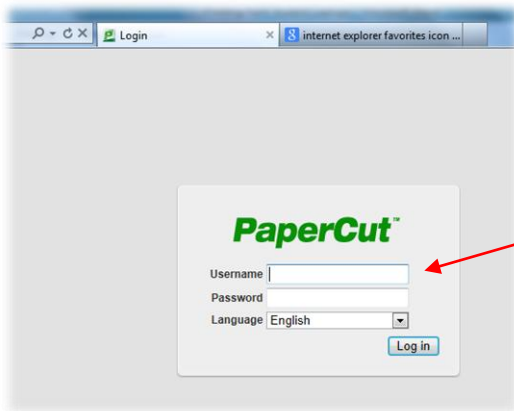 Login
internet explorer favorites icon ...
PaperCut™
Username
Password
Language English
Log in